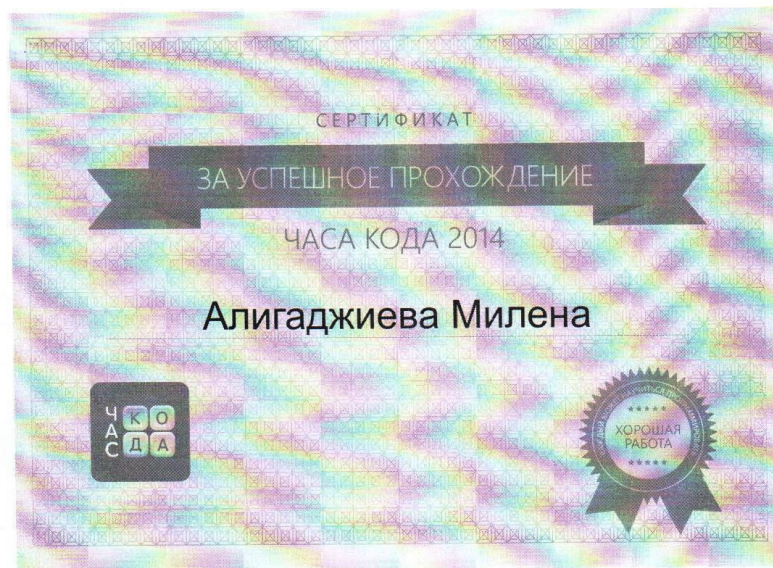 СЕРТИФИКАТ
ЗА УСПЕШНОЕ ПРОХОЖДЕНИЕ
ЧАСА КОДА 2014
Алигаджиева Милена
ЧАС
КО
ДА
ХОРОШАЯ
РАБОТА